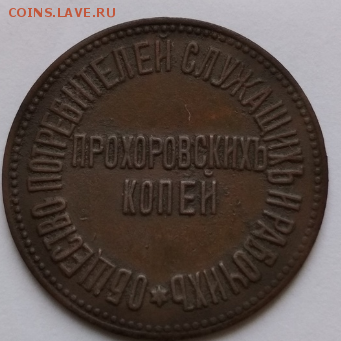 COINS.LAVE.RU
ОБЩЕСТВО ПОТРЕБИТЕЛЕЙ СЛУЖАЩИХЪ И РАБОЧИХЪ
ПРОХОРОВСКИХЪ
КОПЕЙ